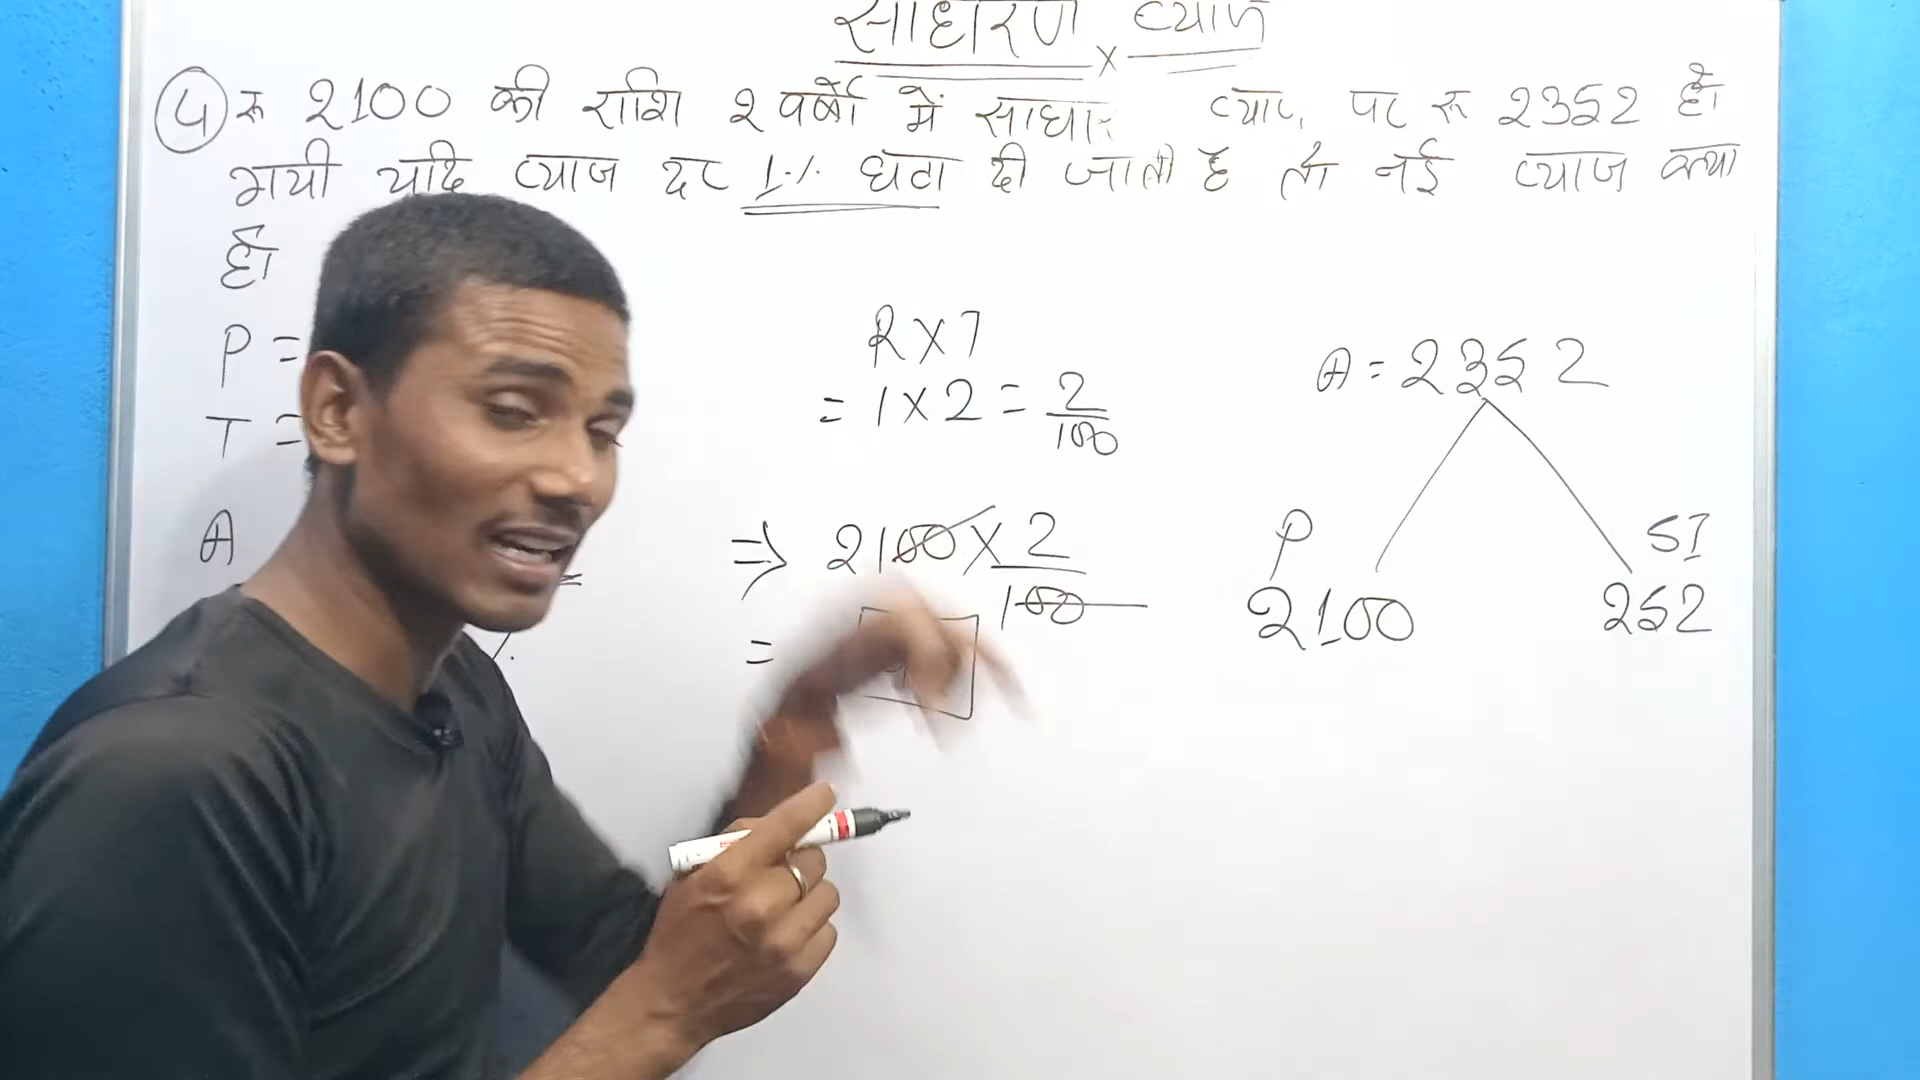 साधारण ब्याज
x
4 रू 2100 की राशि 2 वर्षों में साधार ब्याज पर रू 2352 हो
गयी यदि ब्याज दर 1% घटा दी जाती है तो नई ब्याज क्या
हो
P =
T =
A
R X T
= 1 X 2 = 2/100
⇒ 2100 X 2/100
=
A = 2352
P SI
2100 252